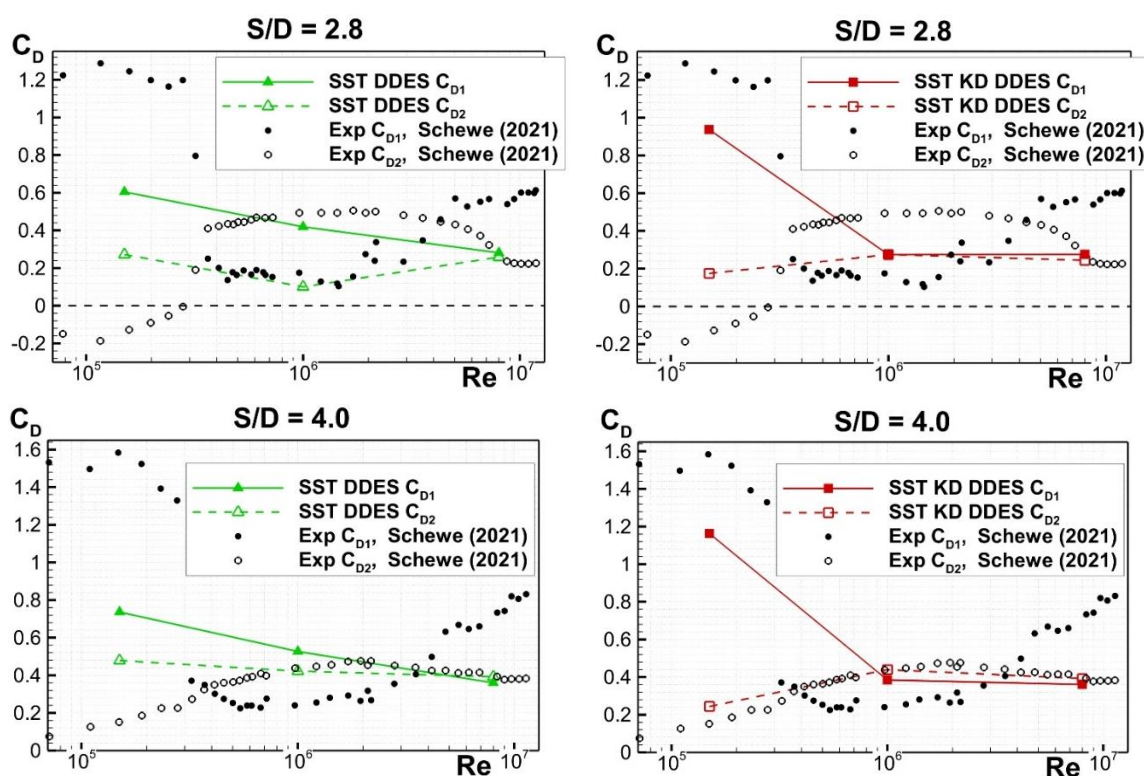 S/D = 2.8
C_D
1.2
1
0.8
0.6
0.4
0.2
0
-0.2
SST DDES C_D1
SST DDES C_D2
Exp C_D1, Schewe (2021)
Exp C_D2, Schewe (2021)
10^5
10^6
10^7
Re
S/D = 2.8
C_D
1.2
1
0.8
0.6
0.4
0.2
0
-0.2
SST KD DDES C_D1
SST KD DDES C_D2
Exp C_D1, Schewe (2021)
Exp C_D2, Schewe (2021)
10^5
10^6
10^7
Re
S/D = 4.0
C_D
1.6
1.4
1.2
1
0.8
0.6
0.4
0.2
0
SST DDES C_D1
SST DDES C_D2
Exp C_D1, Schewe (2021)
Exp C_D2, Schewe (2021)
10^5
10^6
10^7
Re
S/D = 4.0
C_D
1.6
1.4
1.2
1
0.8
0.6
0.4
0.2
0
SST KD DDES C_D1
SST KD DDES C_D2
Exp C_D1, Schewe (2021)
Exp C_D2, Schewe (2021)
10^5
10^6
10^7
Re